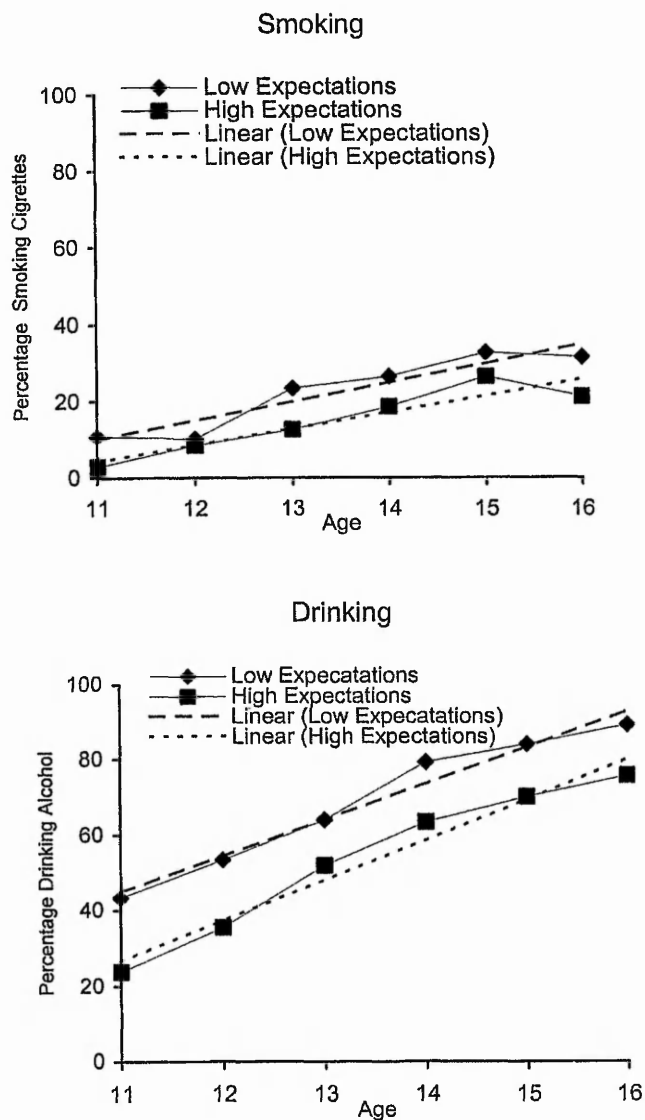 Smoking
Low Expectations
High Expectations
Linear (Low Expectations)
Linear (High Expectations)
100
80
60
40
20
0
Percentage Smoking Cigrettes
11 12 13 14 15 16
Age
Drinking
Low Expecatations
High Expectations
Linear (Low Expecatations)
Linear (High Expectations)
100
80
60
40
20
0
Percentage Drinking Alcohol
11 12 13 14 15 16
Age